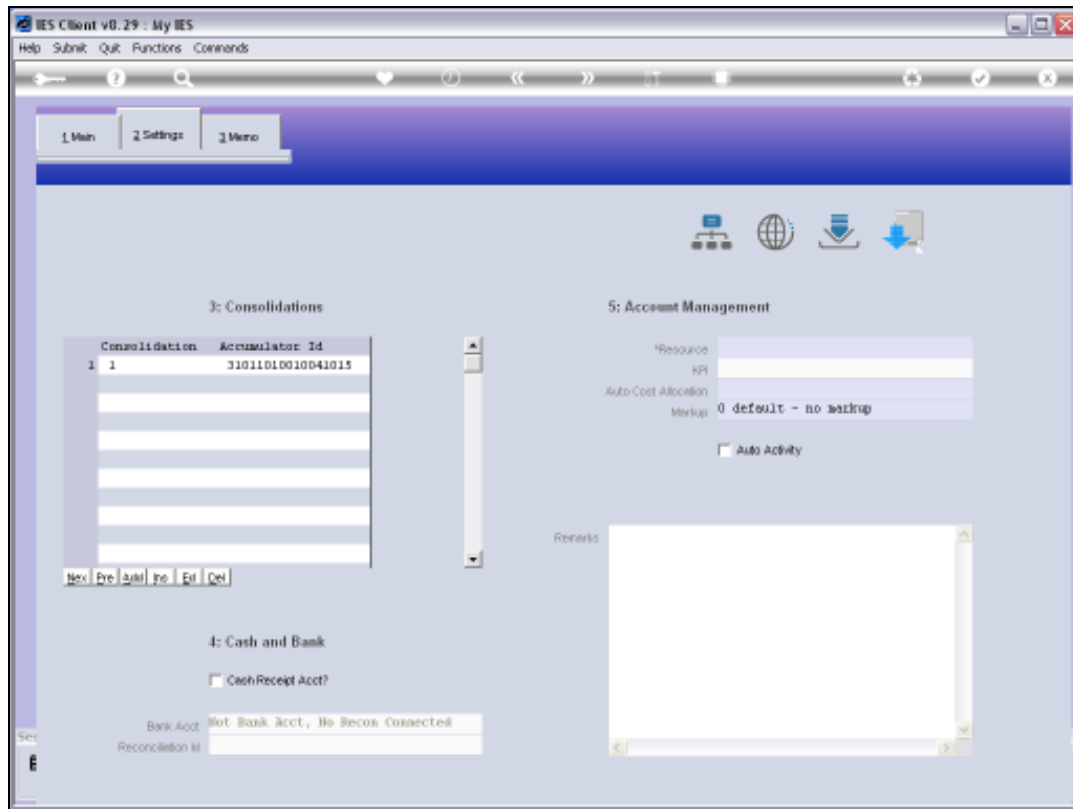 IES Client v8.29 : My IES
Help Submit Quit Functions Commands
1 Main 2 Settings 3 Memo
3: Consolidations
Consolidation Accumulator Id
1 1 31011010010041015
Nex Pre Add Ins Ed Del
4: Cash and Bank
Cash Receipt Acct?
Bank Acct Not Bank Acct, No Recon Connected
Reconciliation Id
5: Account Management
*Resource
KPI
Auto Cost Allocation
Markup 0 default - no markup
Auto Activity
Remarks
Ses